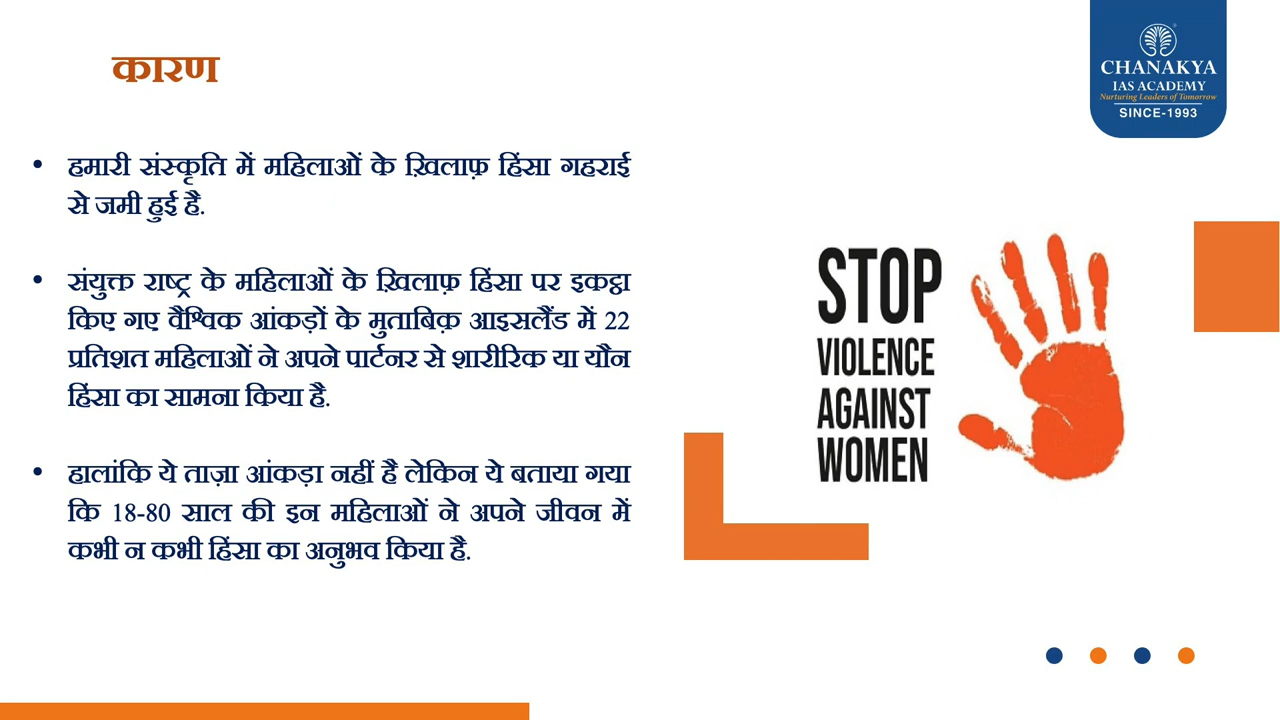 कारण
CHANAKYA
IAS ACADEMY
Nurturing Leaders of Tomorrow
SINCE-1993
• हमारी संस्कृति में महिलाओं के ख़िलाफ़ हिंसा गहराई
से जमी हुई है.
• संयुक्त राष्ट्र के महिलाओं के ख़िलाफ़ हिंसा पर इकट्ठा
किए गए वैश्विक आंकड़ों के मुताबिक़ आइसलैंड में 22
प्रतिशत महिलाओं ने अपने पार्टनर से शारीरिक या यौन
हिंसा का सामना किया है.
• हालांकि ये ताज़ा आंकड़ा नहीं है लेकिन ये बताया गया
कि 18-80 साल की इन महिलाओं ने अपने जीवन में
कभी न कभी हिंसा का अनुभव किया है.
STOP
VIOLENCE
AGAINST
WOMEN